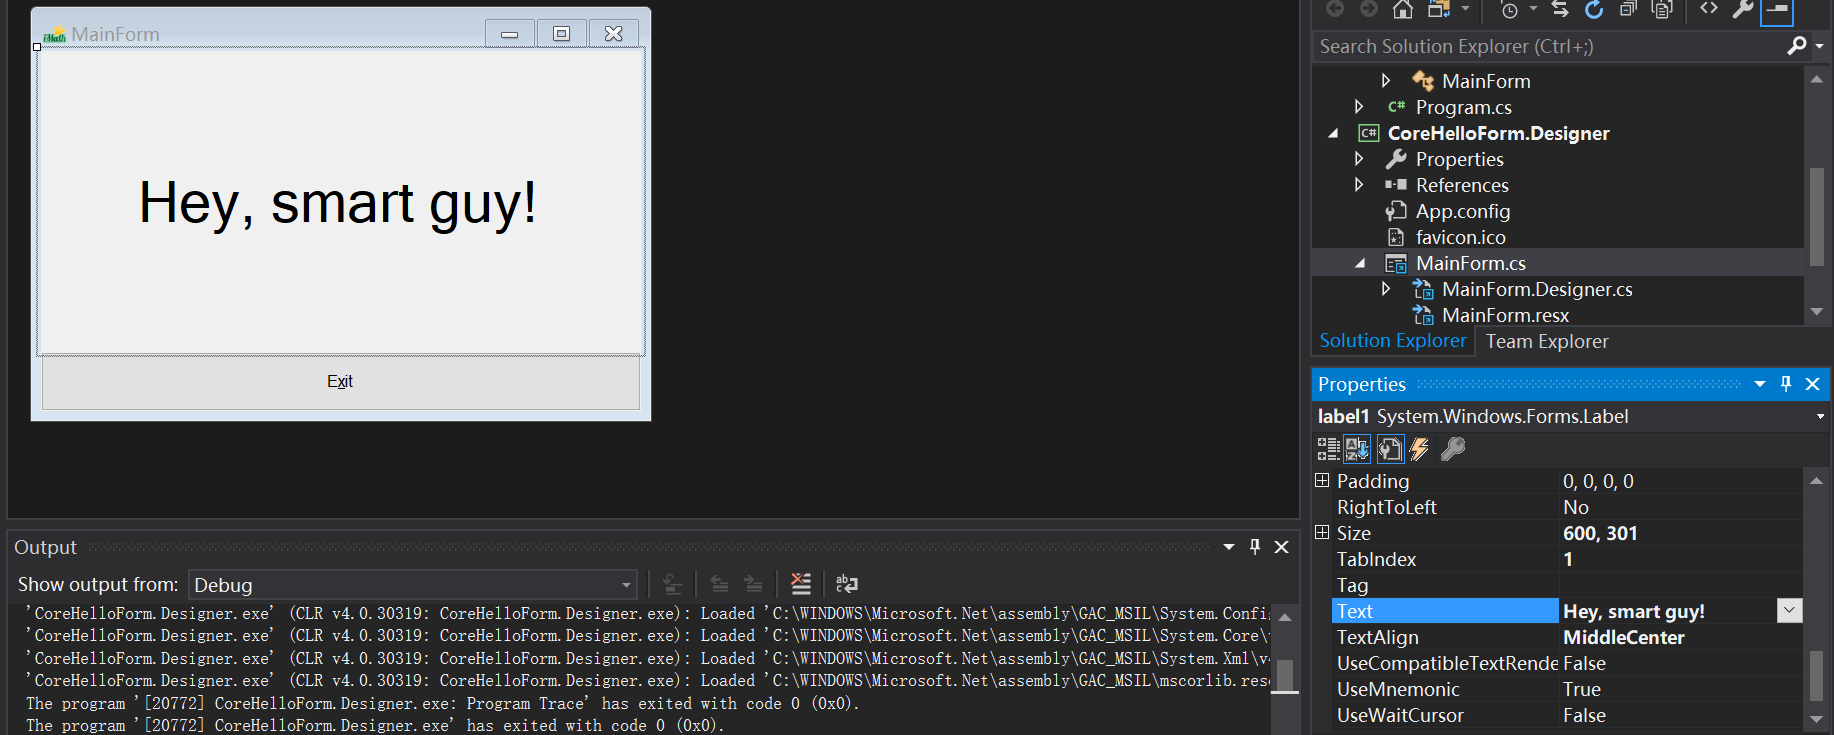 iMath MainForm
Hey, smart guy!
Exit
Search Solution Explorer (Ctrl+;)
MainForm
C# Program.cs
C# CoreHelloForm.Designer
Properties
References
App.config
favicon.ico
MainForm.cs
MainForm.Designer.cs
MainForm.resx
Solution Explorer Team Explorer
Properties
label1 System.Windows.Forms.Label
Padding 0, 0, 0, 0
RightToLeft No
Size 600, 301
TabIndex 1
Tag
Text Hey, smart guy!
TextAlign MiddleCenter
UseCompatibleTextRende False
UseMnemonic True
UseWaitCursor False
Output
Show output from: Debug
'CoreHelloForm.Designer.exe' (CLR v4.0.30319: CoreHelloForm.Designer.exe): Loaded 'C:\WINDOWS\Microsoft.Net\assembly\GAC_MSIL\System.Confi
'CoreHelloForm.Designer.exe' (CLR v4.0.30319: CoreHelloForm.Designer.exe): Loaded 'C:\WINDOWS\Microsoft.Net\assembly\GAC_MSIL\System.Core\
'CoreHelloForm.Designer.exe' (CLR v4.0.30319: CoreHelloForm.Designer.exe): Loaded 'C:\WINDOWS\Microsoft.Net\assembly\GAC_MSIL\System.Xml\v4
'CoreHelloForm.Designer.exe' (CLR v4.0.30319: CoreHelloForm.Designer.exe): Loaded 'C:\WINDOWS\Microsoft.Net\assembly\GAC_MSIL\mscorlib.reso
The program '[20772] CoreHelloForm.Designer.exe: Program Trace' has exited with code 0 (0x0).
The program '[20772] CoreHelloForm.Designer.exe' has exited with code 0 (0x0).